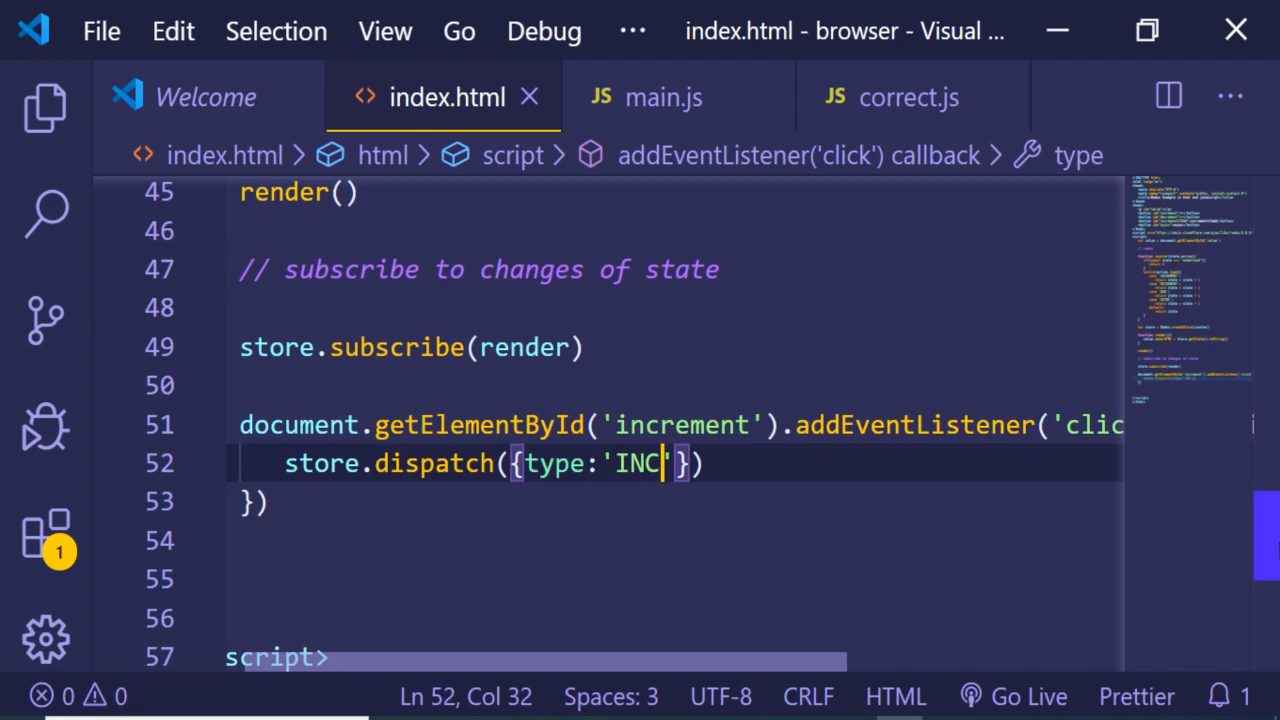 File Edit Selection View Go Debug ··· index.html - browser - Visual ...
Welcome index.html JS main.js JS correct.js ···
index.html > html > script > addEventListener('click') callback > type
45 render()
46
47 // subscribe to changes of state
48
49 store.subscribe(render)
50
51 document.getElementById('increment').addEventListener('clic
52 store.dispatch({type:'INC'})
53 })
54
55
56
57 script>
1
0 0 Ln 52, Col 32 Spaces: 3 UTF-8 CRLF HTML Go Live Prettier 1